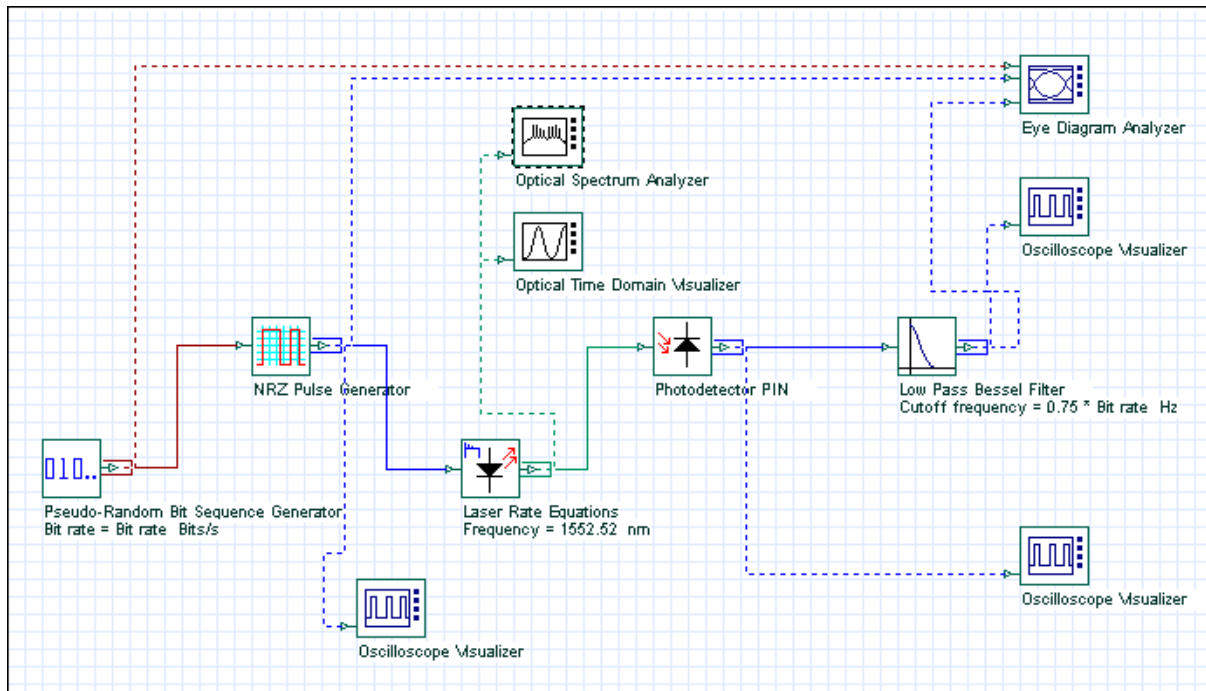 Eye Diagram Analyzer
Optical Spectrum Analyzer
Oscilloscope Visualizer
Optical Time Domain Visualizer
NRZ Pulse Generator
Photodetector PIN
Low Pass Bessel Filter
Cutoff frequency = 0.75 * Bit rate Hz
010..
Pseudo-Random Bit Sequence Generator
Bit rate = Bit rate Bits/s
Laser Rate Equations
Frequency = 1552.52 nm
Oscilloscope Visualizer
Oscilloscope Visualizer